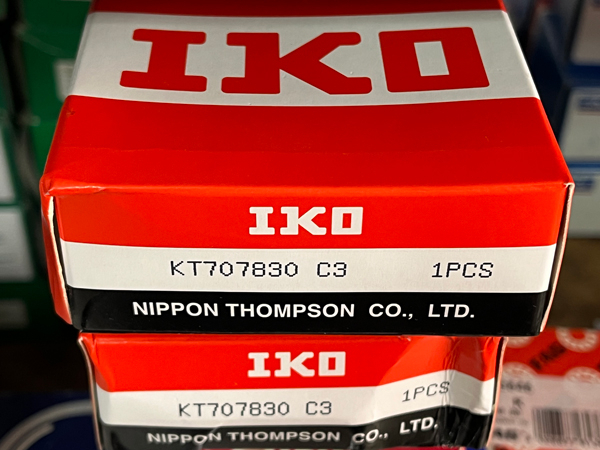 IKO
IKO
KT707830 C3 1PCS
NIPPON THOMPSON CO., LTD.
IKO
KT707830 C3 1PCS
NIPPON THOMPSON CO., LTD.